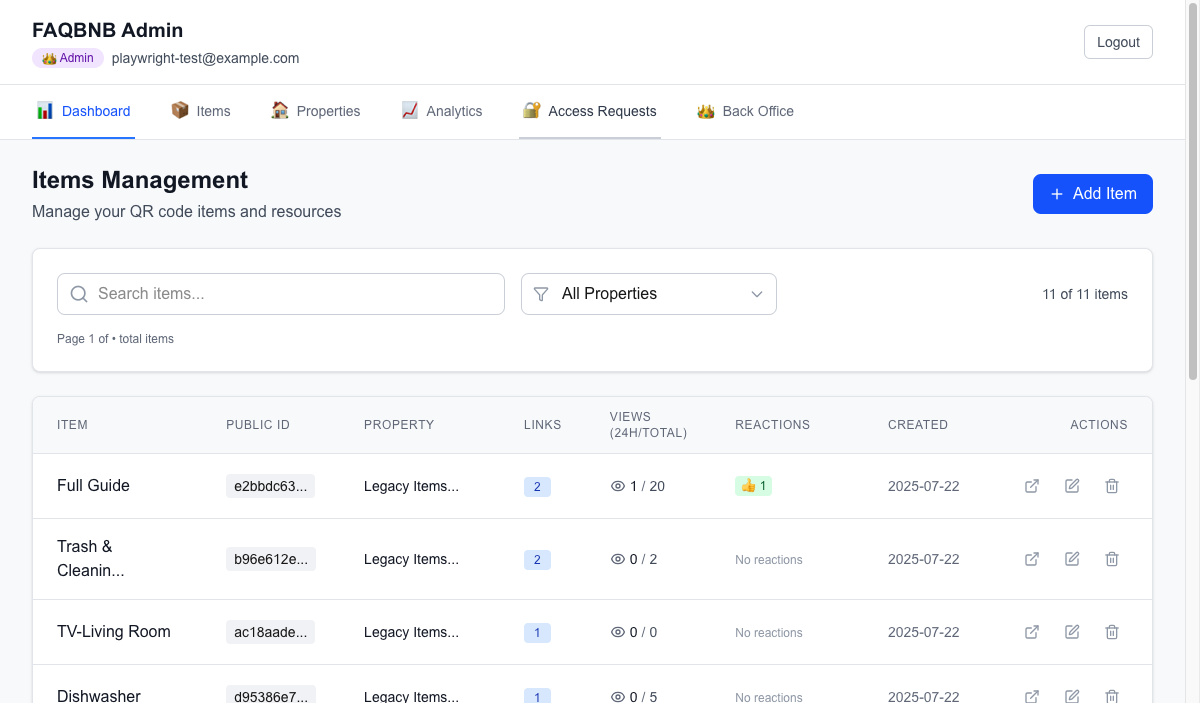 FAQBNB Admin
Admin playwright-test@example.com
Logout
Dashboard Items Properties Analytics Access Requests Back Office
Items Management
Manage your QR code items and resources
+ Add Item
Search items... All Properties 11 of 11 items
Page 1 of • total items
ITEM PUBLIC ID PROPERTY LINKS VIEWS (24H/TOTAL) REACTIONS CREATED ACTIONS
Full Guide e2bbdc63... Legacy Items... 2 1 / 20 👍 1 2025-07-22
Trash & Cleanin... b96e612e... Legacy Items... 2 0 / 2 No reactions 2025-07-22
TV-Living Room ac18aade... Legacy Items... 1 0 / 0 No reactions 2025-07-22
Dishwasher d95386e7... Legacy Items... 1 0 / 5 No reactions 2025-07-22